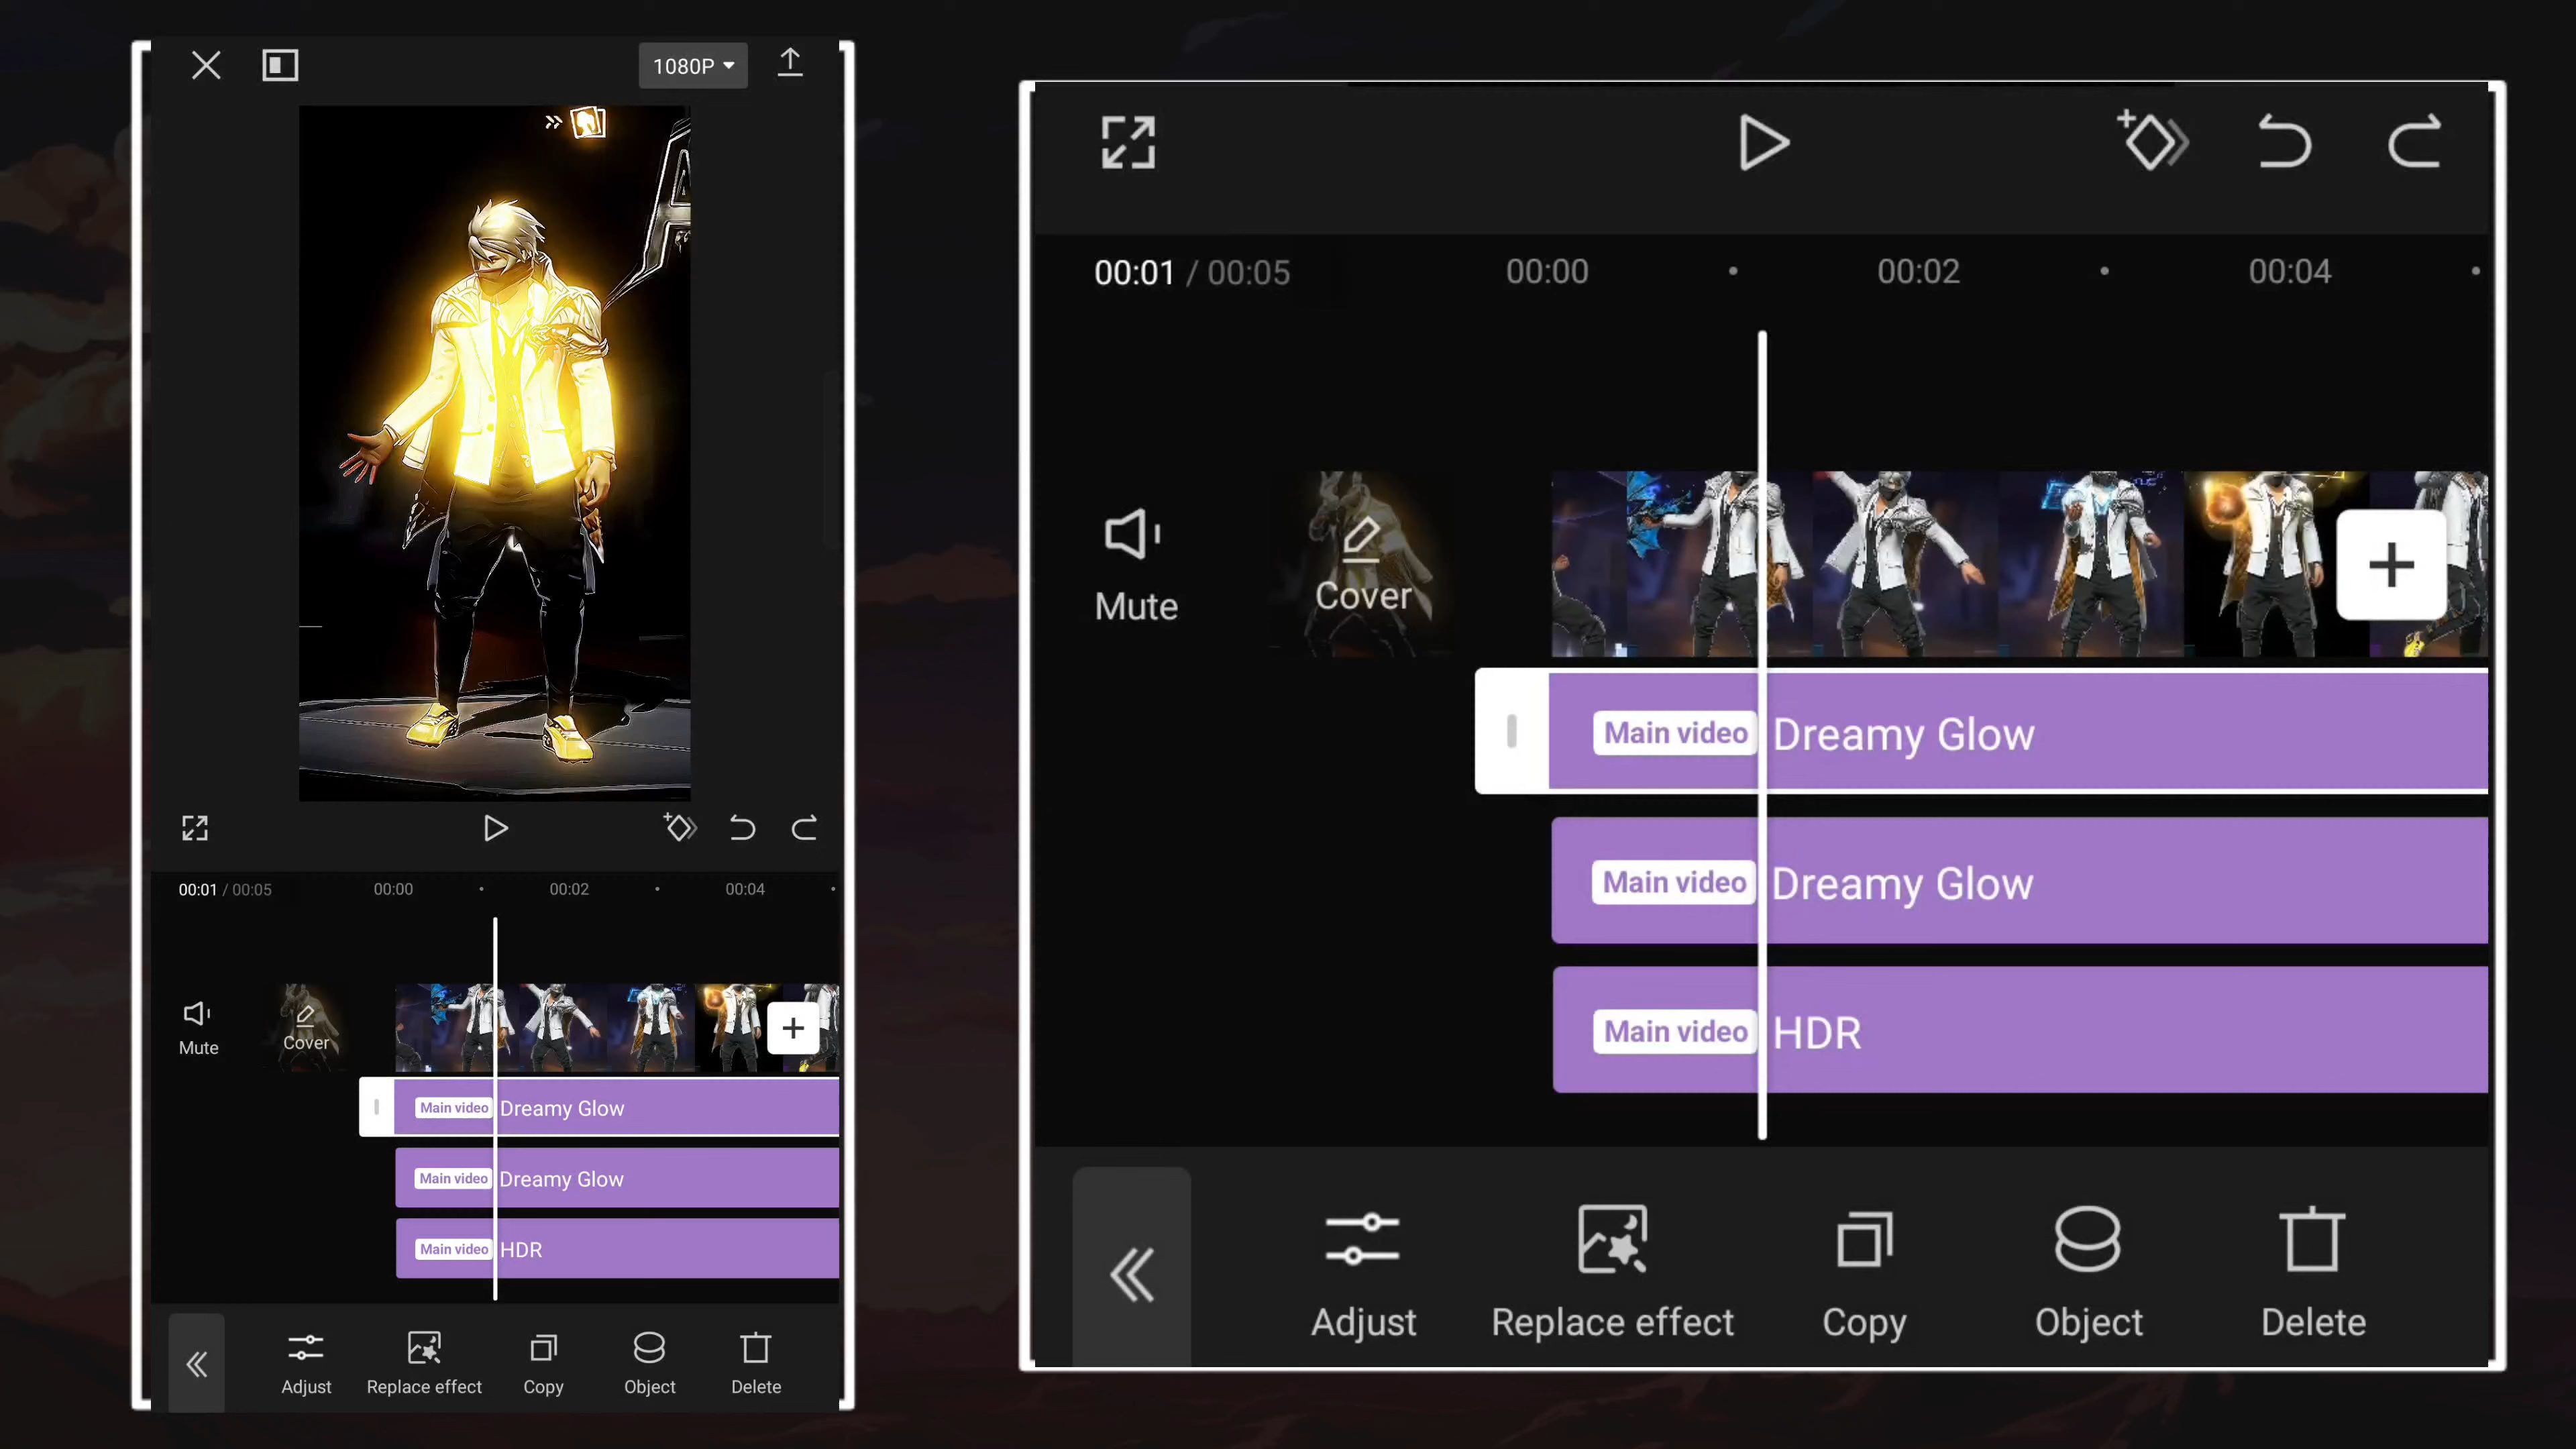 1080P
00:01 / 00:05
00:00
00:02
00:04
Mute
Cover
Main video Dreamy Glow
Main video Dreamy Glow
Main video HDR
Adjust
Replace effect
Copy
Object
Delete
00:01 / 00:05
00:00
00:02
00:04
Mute
Cover
Main video Dreamy Glow
Main video Dreamy Glow
Main video HDR
Adjust
Replace effect
Copy
Object
Delete